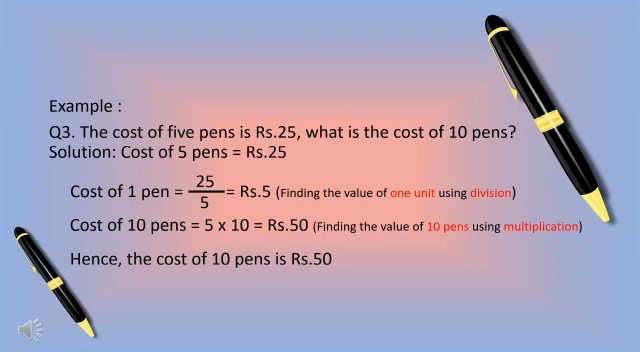 Example :
Q3. The cost of five pens is Rs.25, what is the cost of 10 pens?
Solution: Cost of 5 pens = Rs.25
Cost of 1 pen = 25/5 = Rs.5 (Finding the value of one unit using division)
Cost of 10 pens = 5 x 10 = Rs.50 (Finding the value of 10 pens using multiplication)
Hence, the cost of 10 pens is Rs.50